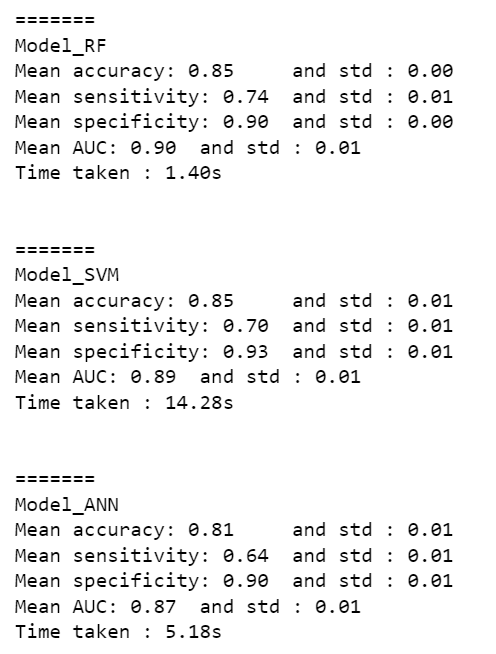 =======
Model_RF
Mean accuracy: 0.85     and std : 0.00
Mean sensitivity: 0.74  and std : 0.01
Mean specificity: 0.90  and std : 0.00
Mean AUC: 0.90  and std : 0.01
Time taken : 1.40s
=======
Model_SVM
Mean accuracy: 0.85     and std : 0.01
Mean sensitivity: 0.70  and std : 0.01
Mean specificity: 0.93  and std : 0.01
Mean AUC: 0.89  and std : 0.01
Time taken : 14.28s
=======
Model_ANN
Mean accuracy: 0.81     and std : 0.01
Mean sensitivity: 0.64  and std : 0.01
Mean specificity: 0.90  and std : 0.01
Mean AUC: 0.87  and std : 0.01
Time taken : 5.18s